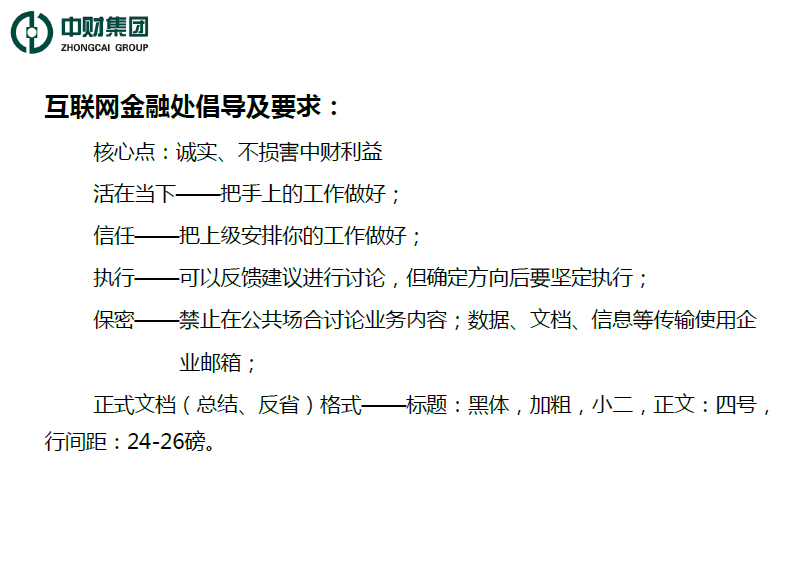 中财集团
ZHONGCAI GROUP
互联网金融处倡导及要求：
核心点：诚实、不损害中财利益
活在当下——把手上的工作做好；
信任——把上级安排你的工作做好；
执行——可以反馈建议进行讨论，但确定方向后要坚定执行；
保密——禁止在公共场合讨论业务内容；数据、文档、信息等传输使用企
业邮箱；
正式文档（总结、反省）格式——标题：黑体，加粗，小二，正文：四号，
行间距：24-26磅。